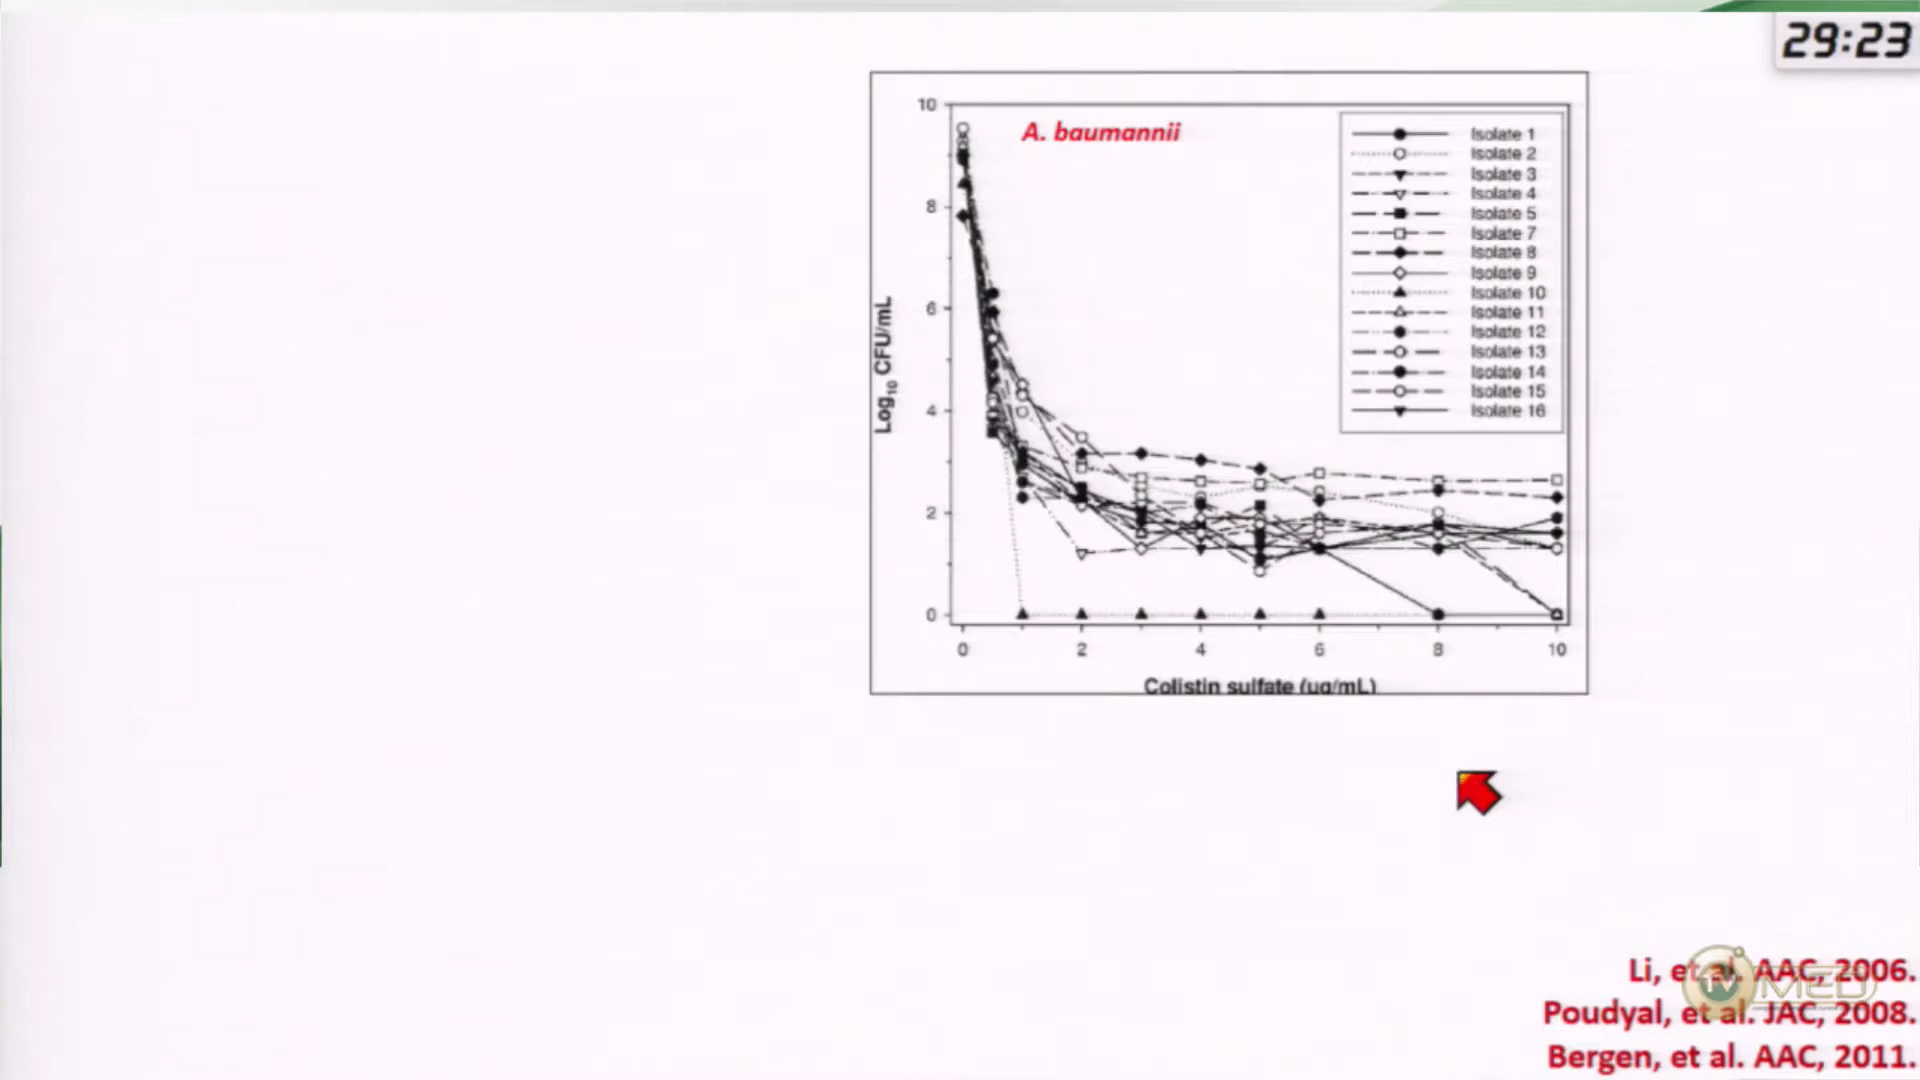 29:23
10
A. baumannii
Isolate 1
Isolate 2
Isolate 3
Isolate 4
Isolate 5
Isolate 7
Isolate 8
Isolate 9
Isolate 10
Isolate 11
Isolate 12
Isolate 13
Isolate 14
Isolate 15
Isolate 16
8
6
4
2
0
Log10 CFU/mL
0 2 4 6 8 10
Colistin sulfate (ug/mL)
Li, et al. AAC, 2006.
Poudyal, et al. JAC, 2008.
Bergen, et al. AAC, 2011.
TV MED